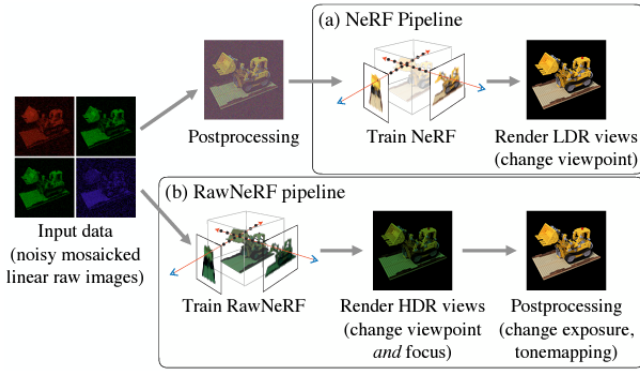 (a) NeRF Pipeline
Postprocessing
Train NeRF
Render LDR views
(change viewpoint)
Input data
(noisy mosaicked
linear raw images)
(b) RawNeRF pipeline
Train RawNeRF
Render HDR views
(change viewpoint
and focus)
Postprocessing
(change exposure,
tonemapping)